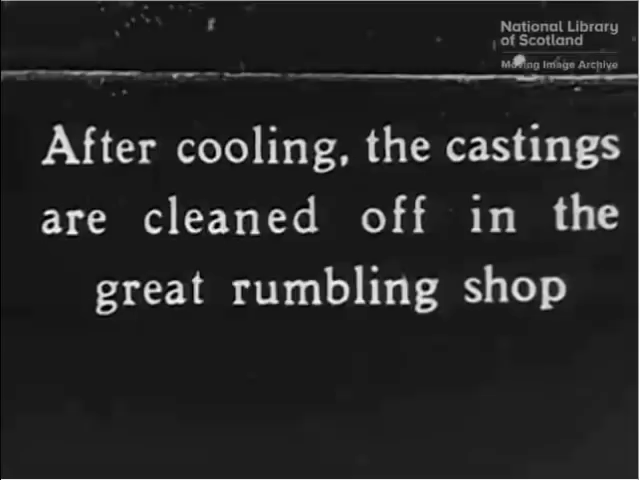 National Library
of Scotland
Moving Image Archive
After cooling, the castings
are cleaned off in the
great rumbling shop